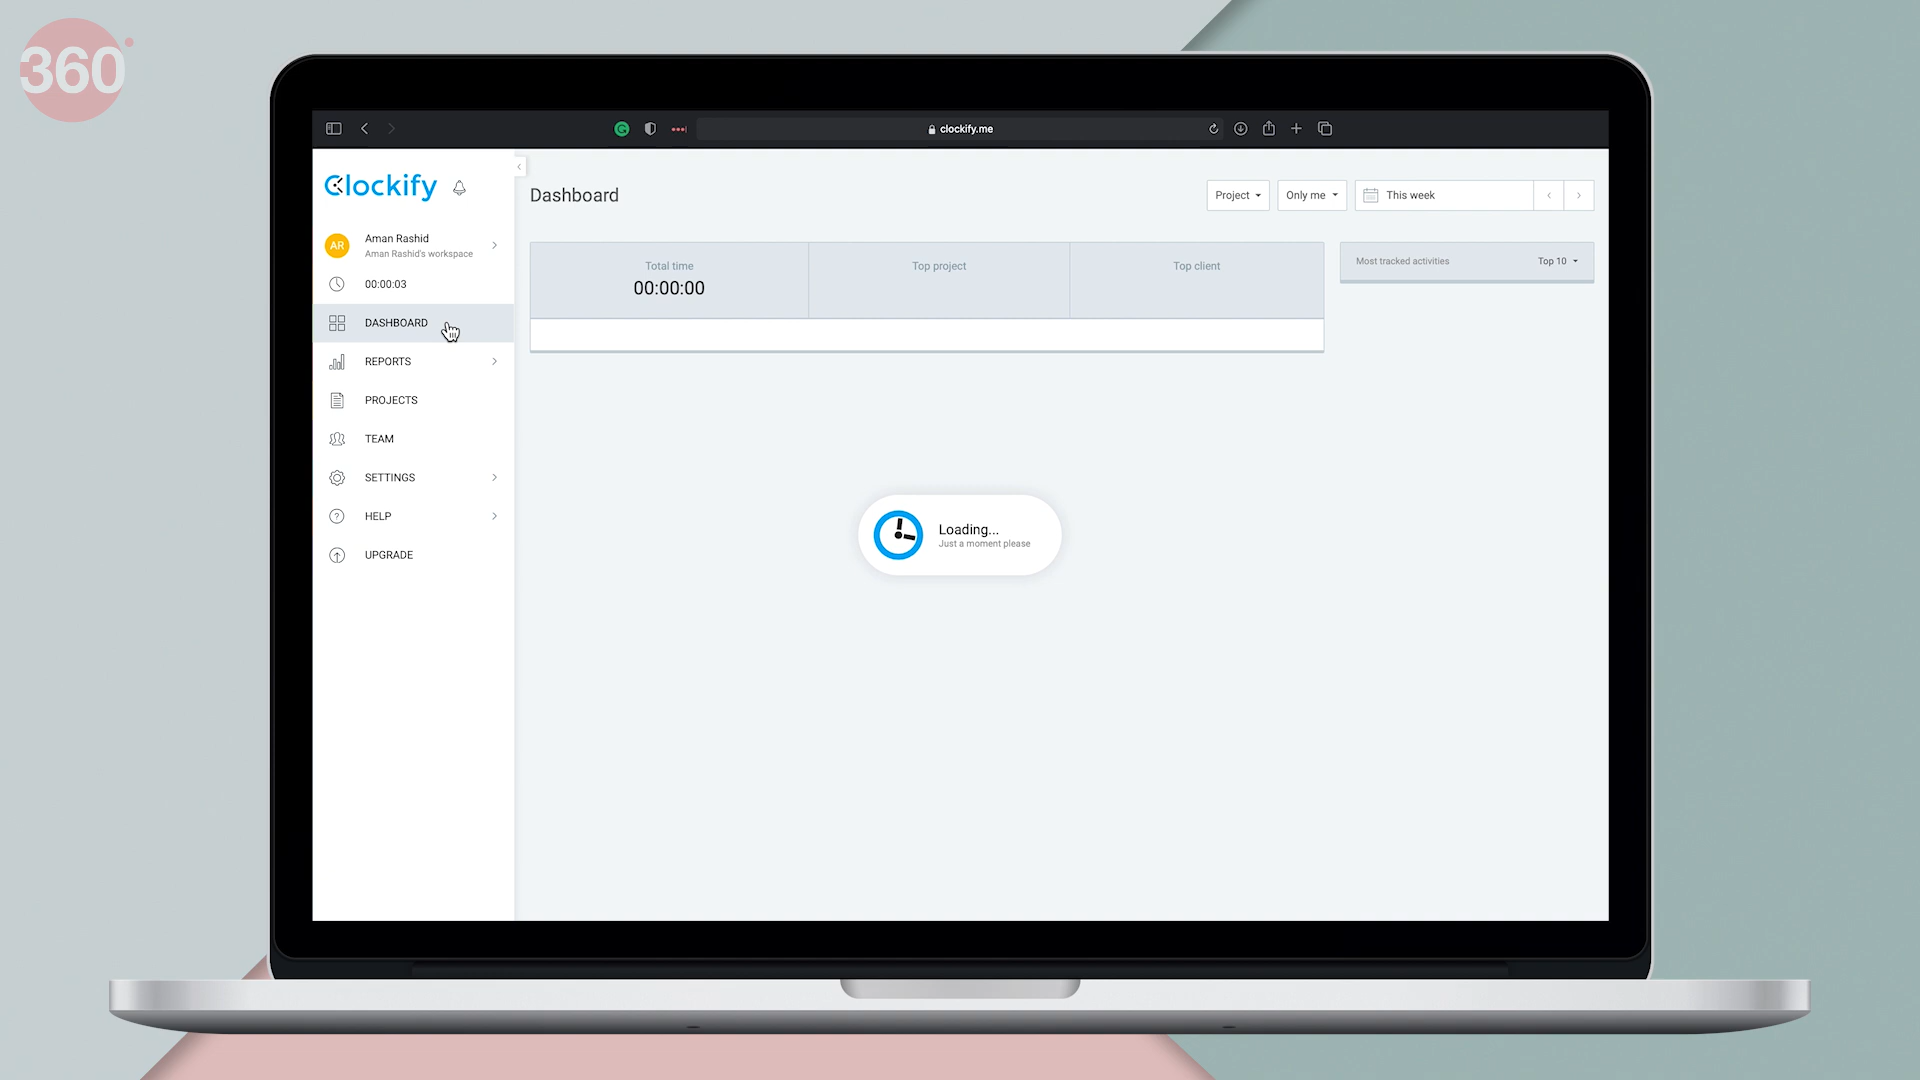 360
clockify.me
Clockify
Dashboard
Project
Only me
This week
AR
Aman Rashid
Aman Rashid's workspace
00:00:03
DASHBOARD
REPORTS
PROJECTS
TEAM
SETTINGS
HELP
UPGRADE
Total time
00:00:00
Top project
Top client
Most tracked activities
Top 10
Loading...
Just a moment please